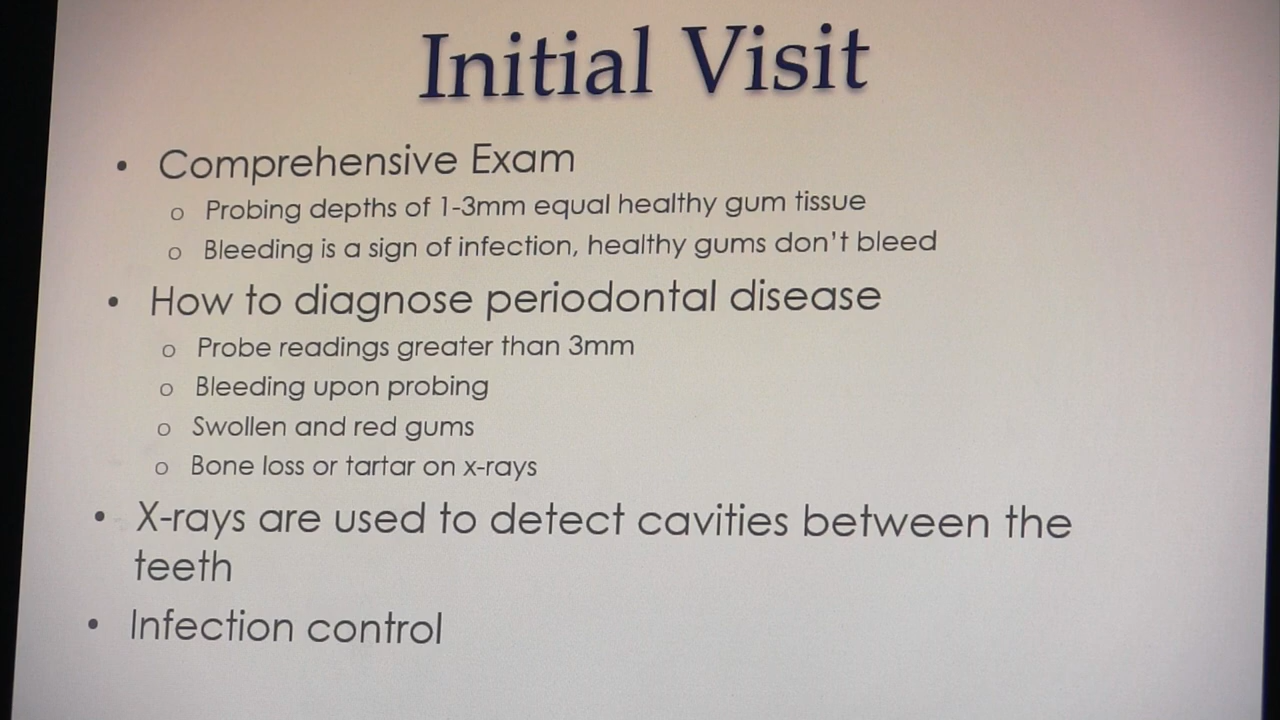 Initial Visit
• Comprehensive Exam
o Probing depths of 1-3mm equal healthy gum tissue
o Bleeding is a sign of infection, healthy gums don't bleed
• How to diagnose periodontal disease
o Probe readings greater than 3mm
o Bleeding upon probing
o Swollen and red gums
o Bone loss or tartar on x-rays
• X-rays are used to detect cavities between the
teeth
• Infection control